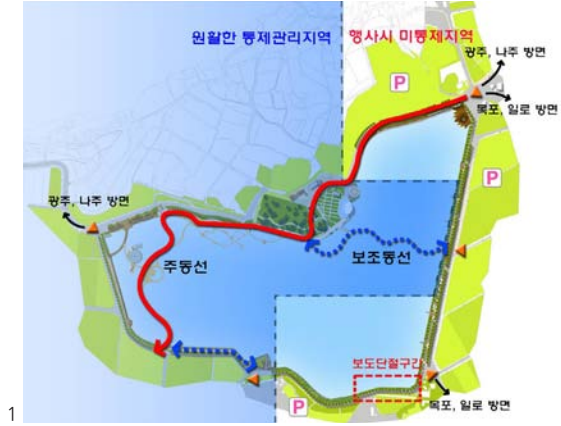 원활한 통제관리지역
행사시 미통제지역
광주, 나주 방면
P
목포, 일로 방면
P
광주, 나주 방면
주동선
보조동선
보도단절구간
P
목포, 일로 방면
1